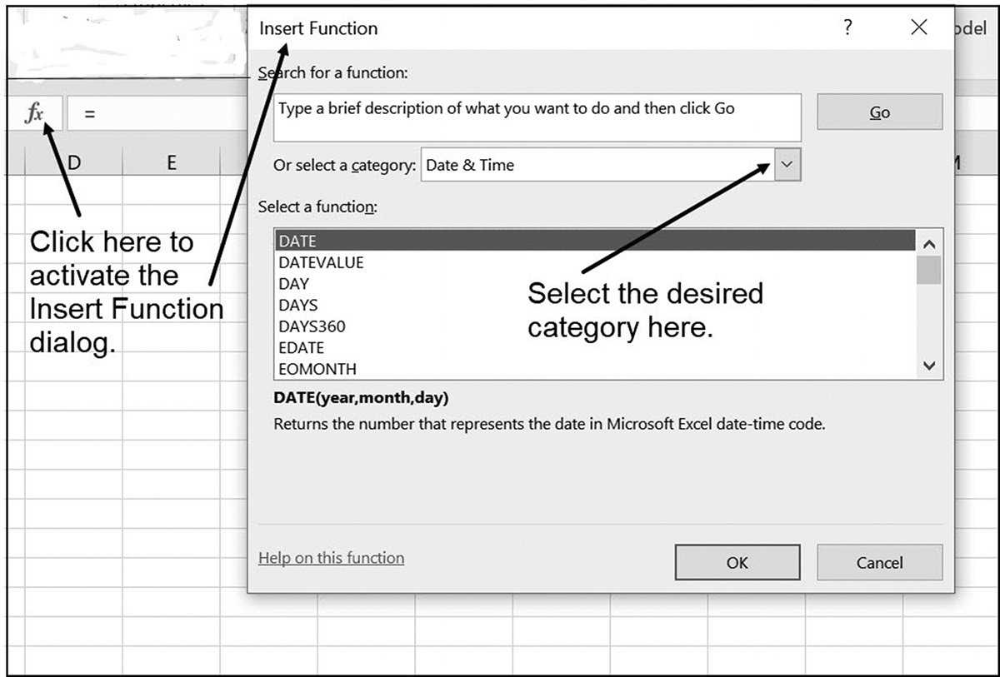 Insert Function
?
odel
Search for a function:
Type a brief description of what you want to do and then click Go
Go
fx =
Or select a category: Date & Time
D E
Select a function:
DATE
DATEVALUE
DAY
DAYS
DAYS360
EDATE
EOMONTH
Click here to
activate the
Insert Function
dialog.
Select the desired
category here.
DATE(year,month,day)
Returns the number that represents the date in Microsoft Excel date-time code.
Help on this function
OK
Cancel